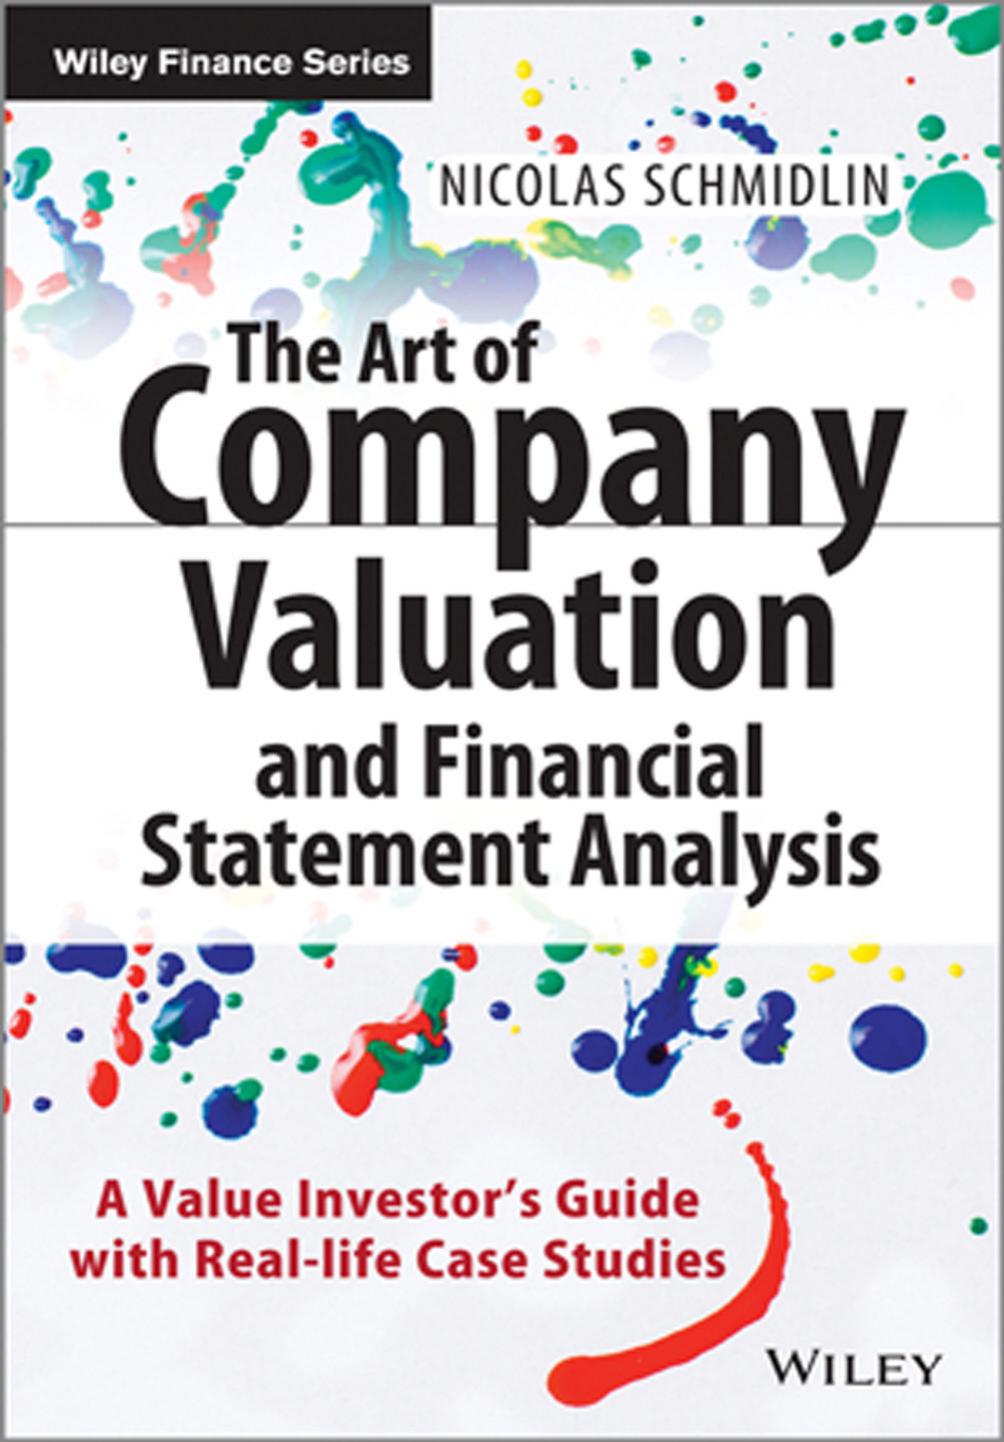 Wiley Finance Series
NICOLAS SCHMIDLIN
The Art of
Company
Valuation
and Financial
Statement Analysis
A Value Investor's Guide
with Real-life Case Studies
WILEY